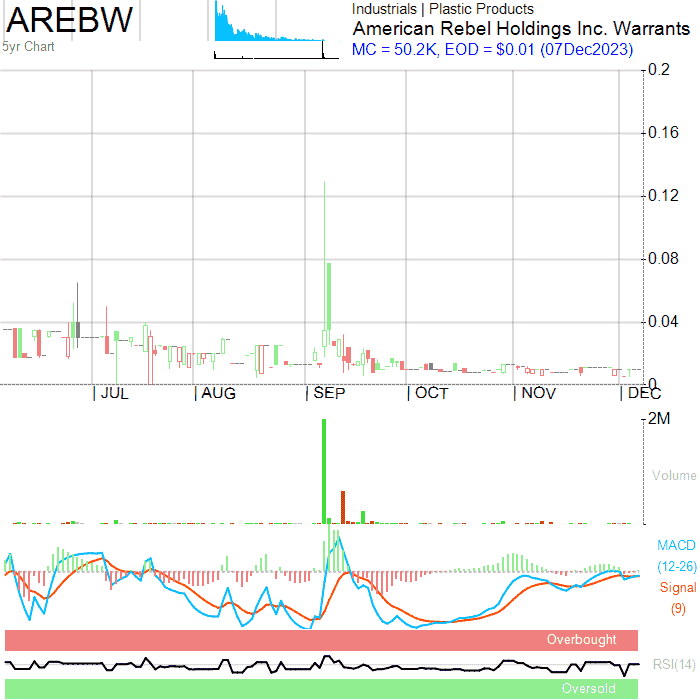 AREBW
5yr Chart
Industrials | Plastic Products
American Rebel Holdings Inc. Warrants
MC = 50.2K, EOD = $0.01 (07Dec2023)
0.2
0.16
0.12
0.08
0.04
0
| JUL | AUG | SEP | OCT | NOV | DEC
2M
Volume
MACD
(12-26)
Signal
(9)
Overbought
RSI(14)
Oversold